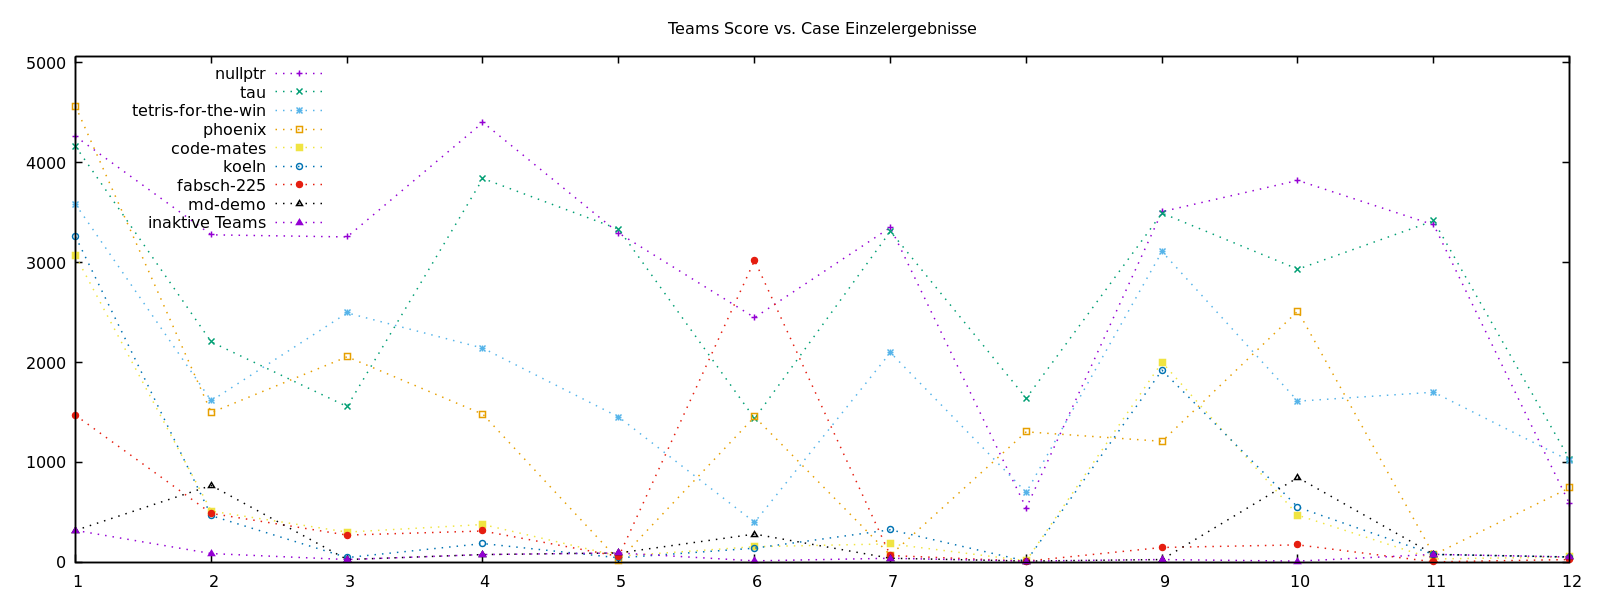 Teams Score vs. Case Einzelergebnisse
5000
4000
3000
2000
1000
0
nullptr
tau
tetris-for-the-win
phoenix
code-mates
koeln
fabsch-225
md-demo
inaktive Teams
1 2 3 4 5 6 7 8 9 10 11 12